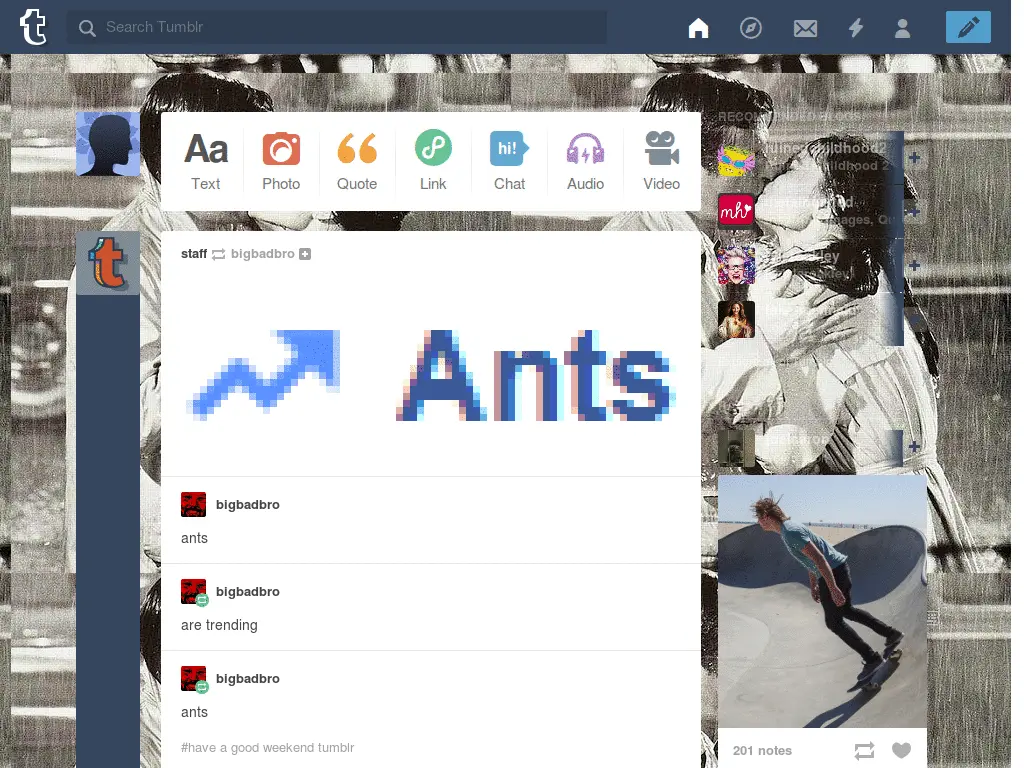 Search Tumblr
Aa
hi!
Text
Photo
Quote
Link
Chat
Audio
Video
RECOMMENDED BLOGS
staff bigbadbro
Ants
bigbadbro
ants
bigbadbro
are trending
bigbadbro
ants
#have a good weekend tumblr
mh
201 notes